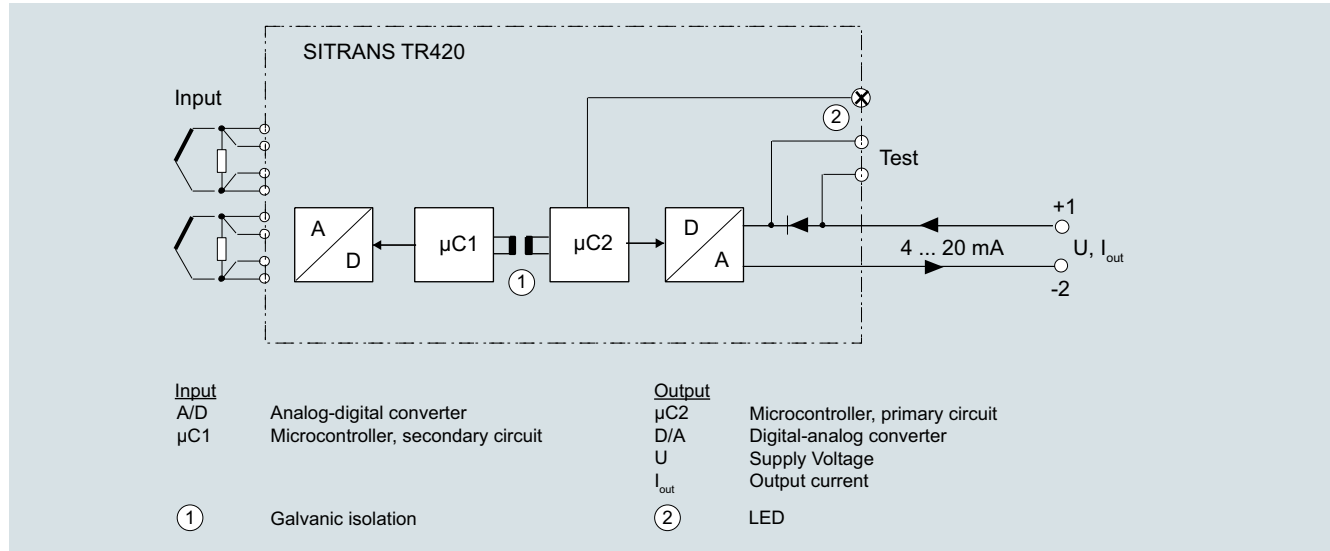 SITRANS TR420
Input
2
Test
A
D
µC1
1
µC2
D
A
+1
4 ... 20 mA
U, Iout
-2
Input
A/D Analog-digital converter
µC1 Microcontroller, secondary circuit
1 Galvanic isolation
Output
µC2 Microcontroller, primary circuit
D/A Digital-analog converter
U Supply Voltage
Iout Output current
2 LED